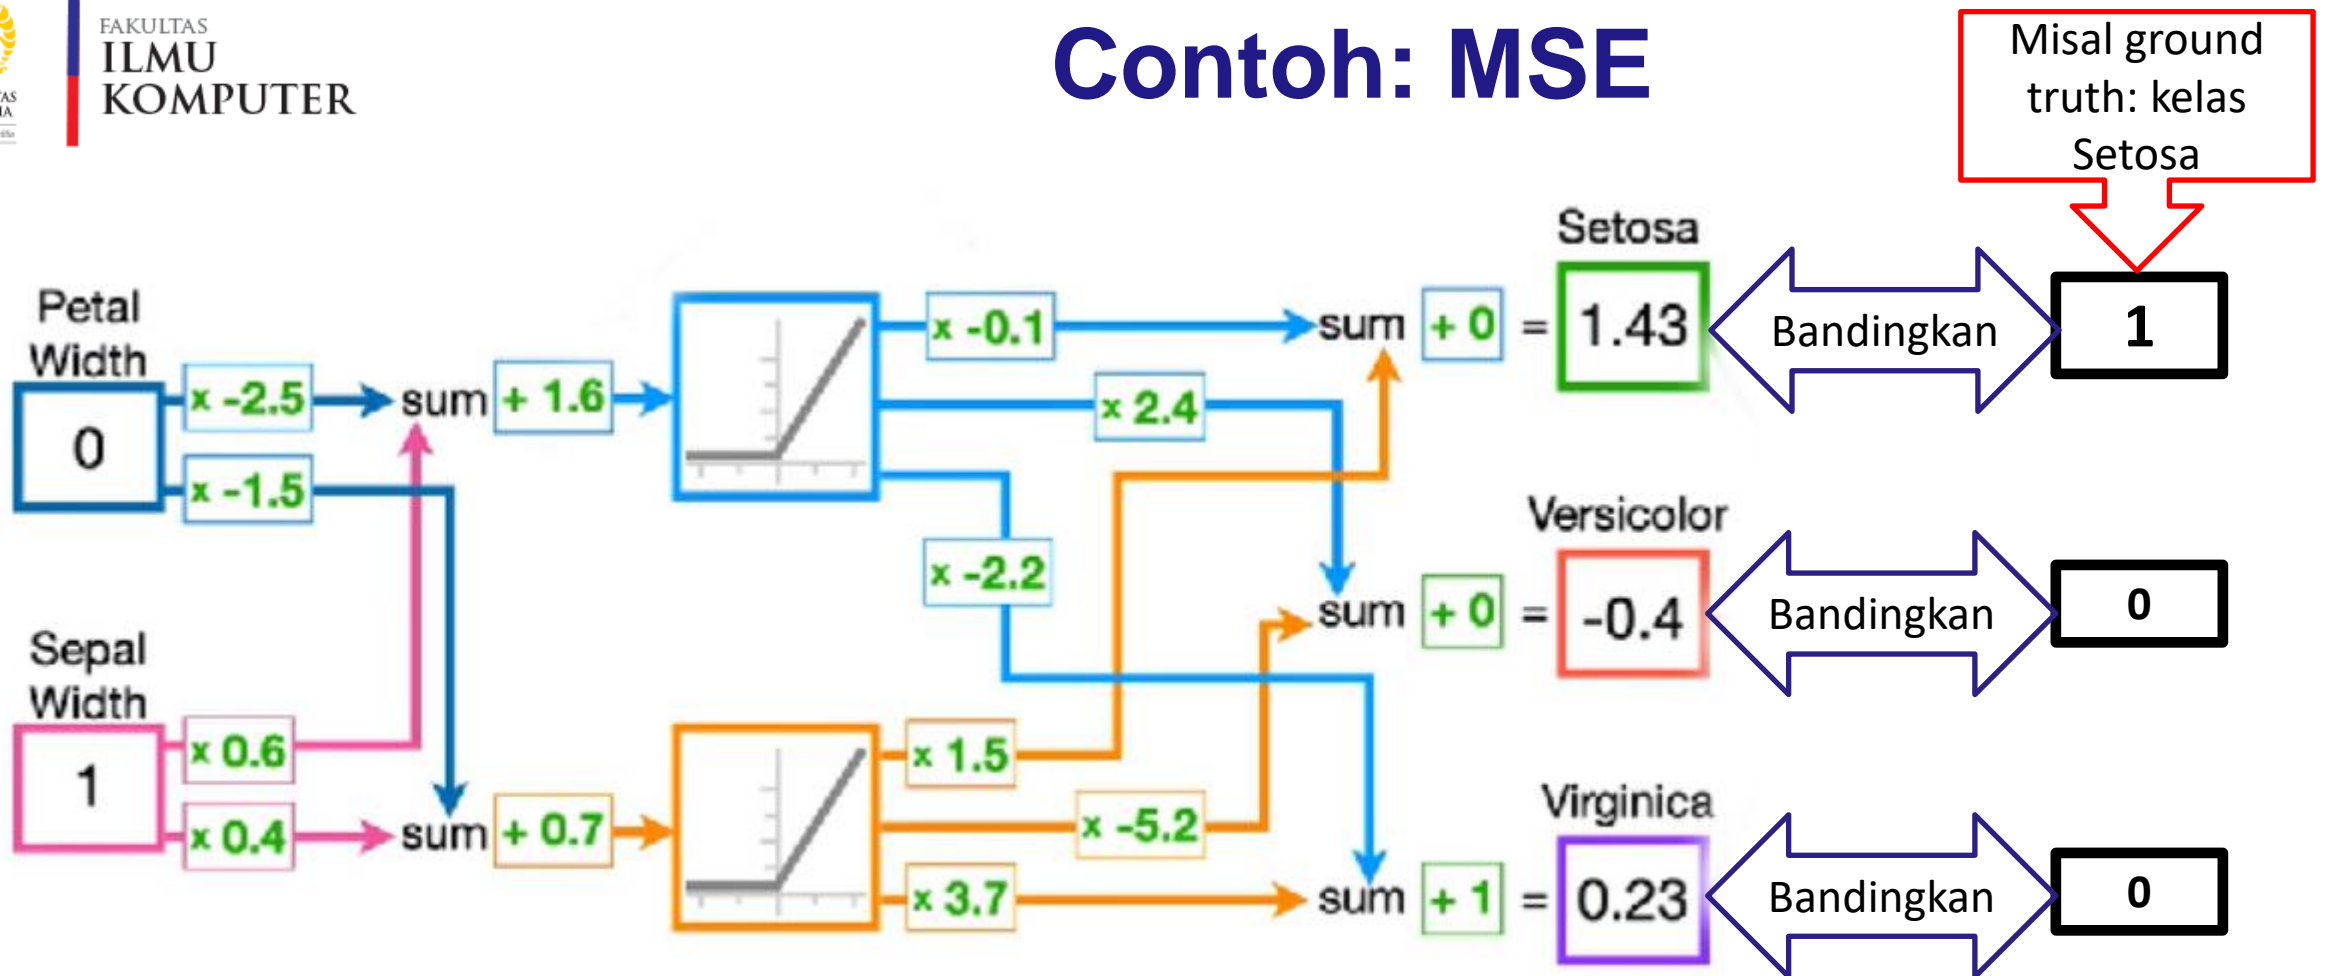 FAKULTAS
ILMU
KOMPUTER
Contoh: MSE
Misal ground
truth: kelas
Setosa
Petal
Width
0
x -2.5
x -1.5
sum
+ 1.6
x -0.1
x 2.4
x -2.2
sum
+ 0
=
Setosa
1.43
Bandingkan
1
sum
+ 0
=
Versicolor
-0.4
Bandingkan
0
Sepal
Width
1
x 0.6
x 0.4
sum
+ 0.7
x 1.5
x -5.2
x 3.7
sum
+ 1
=
Virginica
0.23
Bandingkan
0